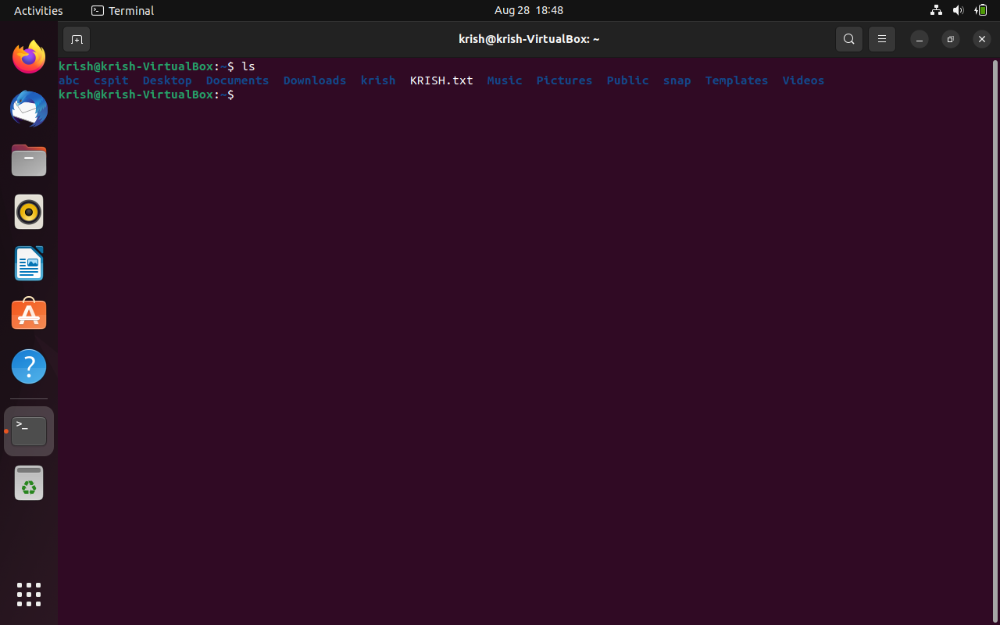 Activities Terminal Aug 28 18:48
krish@krish-VirtualBox: ~
krish@krish-VirtualBox:~$ ls
abc cspit Desktop Documents Downloads krish KRISH.txt Music Pictures Public snap Templates Videos
krish@krish-VirtualBox:~$
?
>_